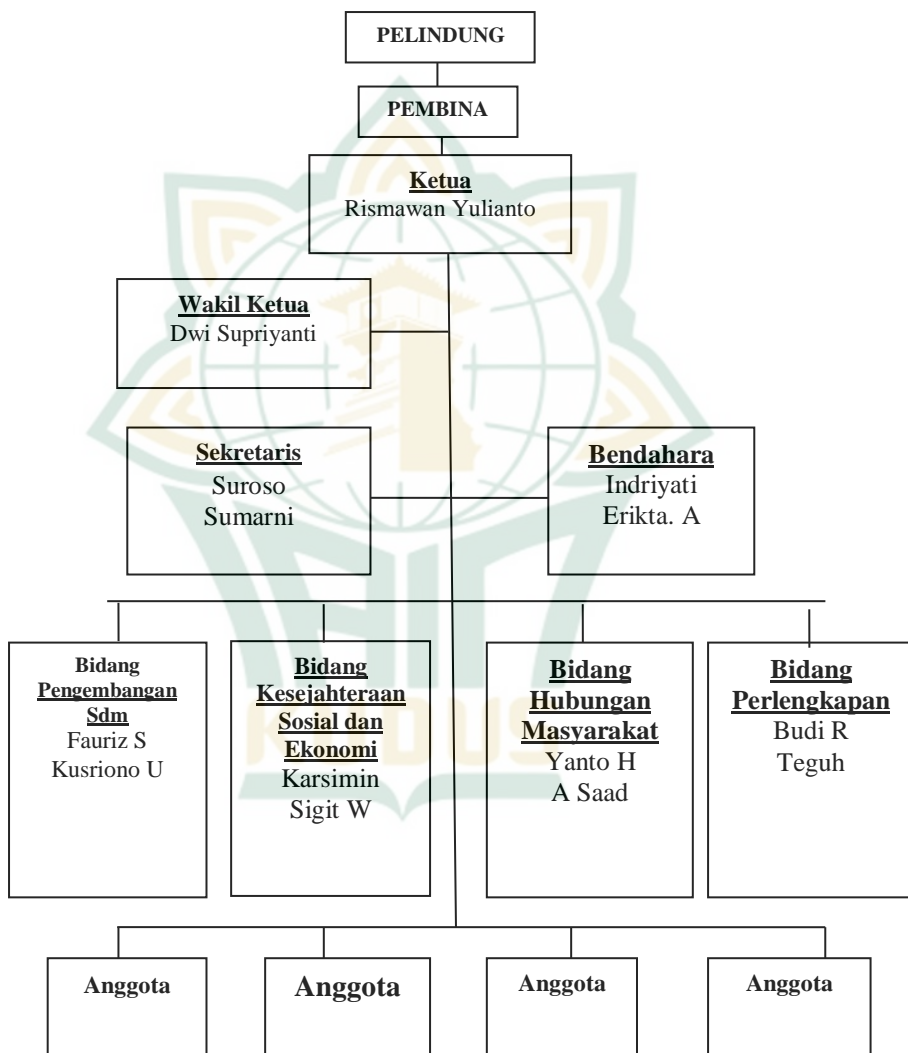 PELINDUNG
PEMBINA
Ketua
Rismawan Yulianto
Wakil Ketua
Dwi Supriyanti
Sekretaris
Suroso
Sumarni
Bendahara
Indriyati
Erikta. A
Bidang
Pengembangan
Sdm
Fauriz S
Kusriono U
Bidang
Kesejahteraan
Sosial dan
Ekonomi
Karsimin
Sigit W
Bidang
Hubungan
Masyarakat
Yanto H
A Saad
Bidang
Perlengkapan
Budi R
Teguh
Anggota
Anggota
Anggota
Anggota
KUDUS